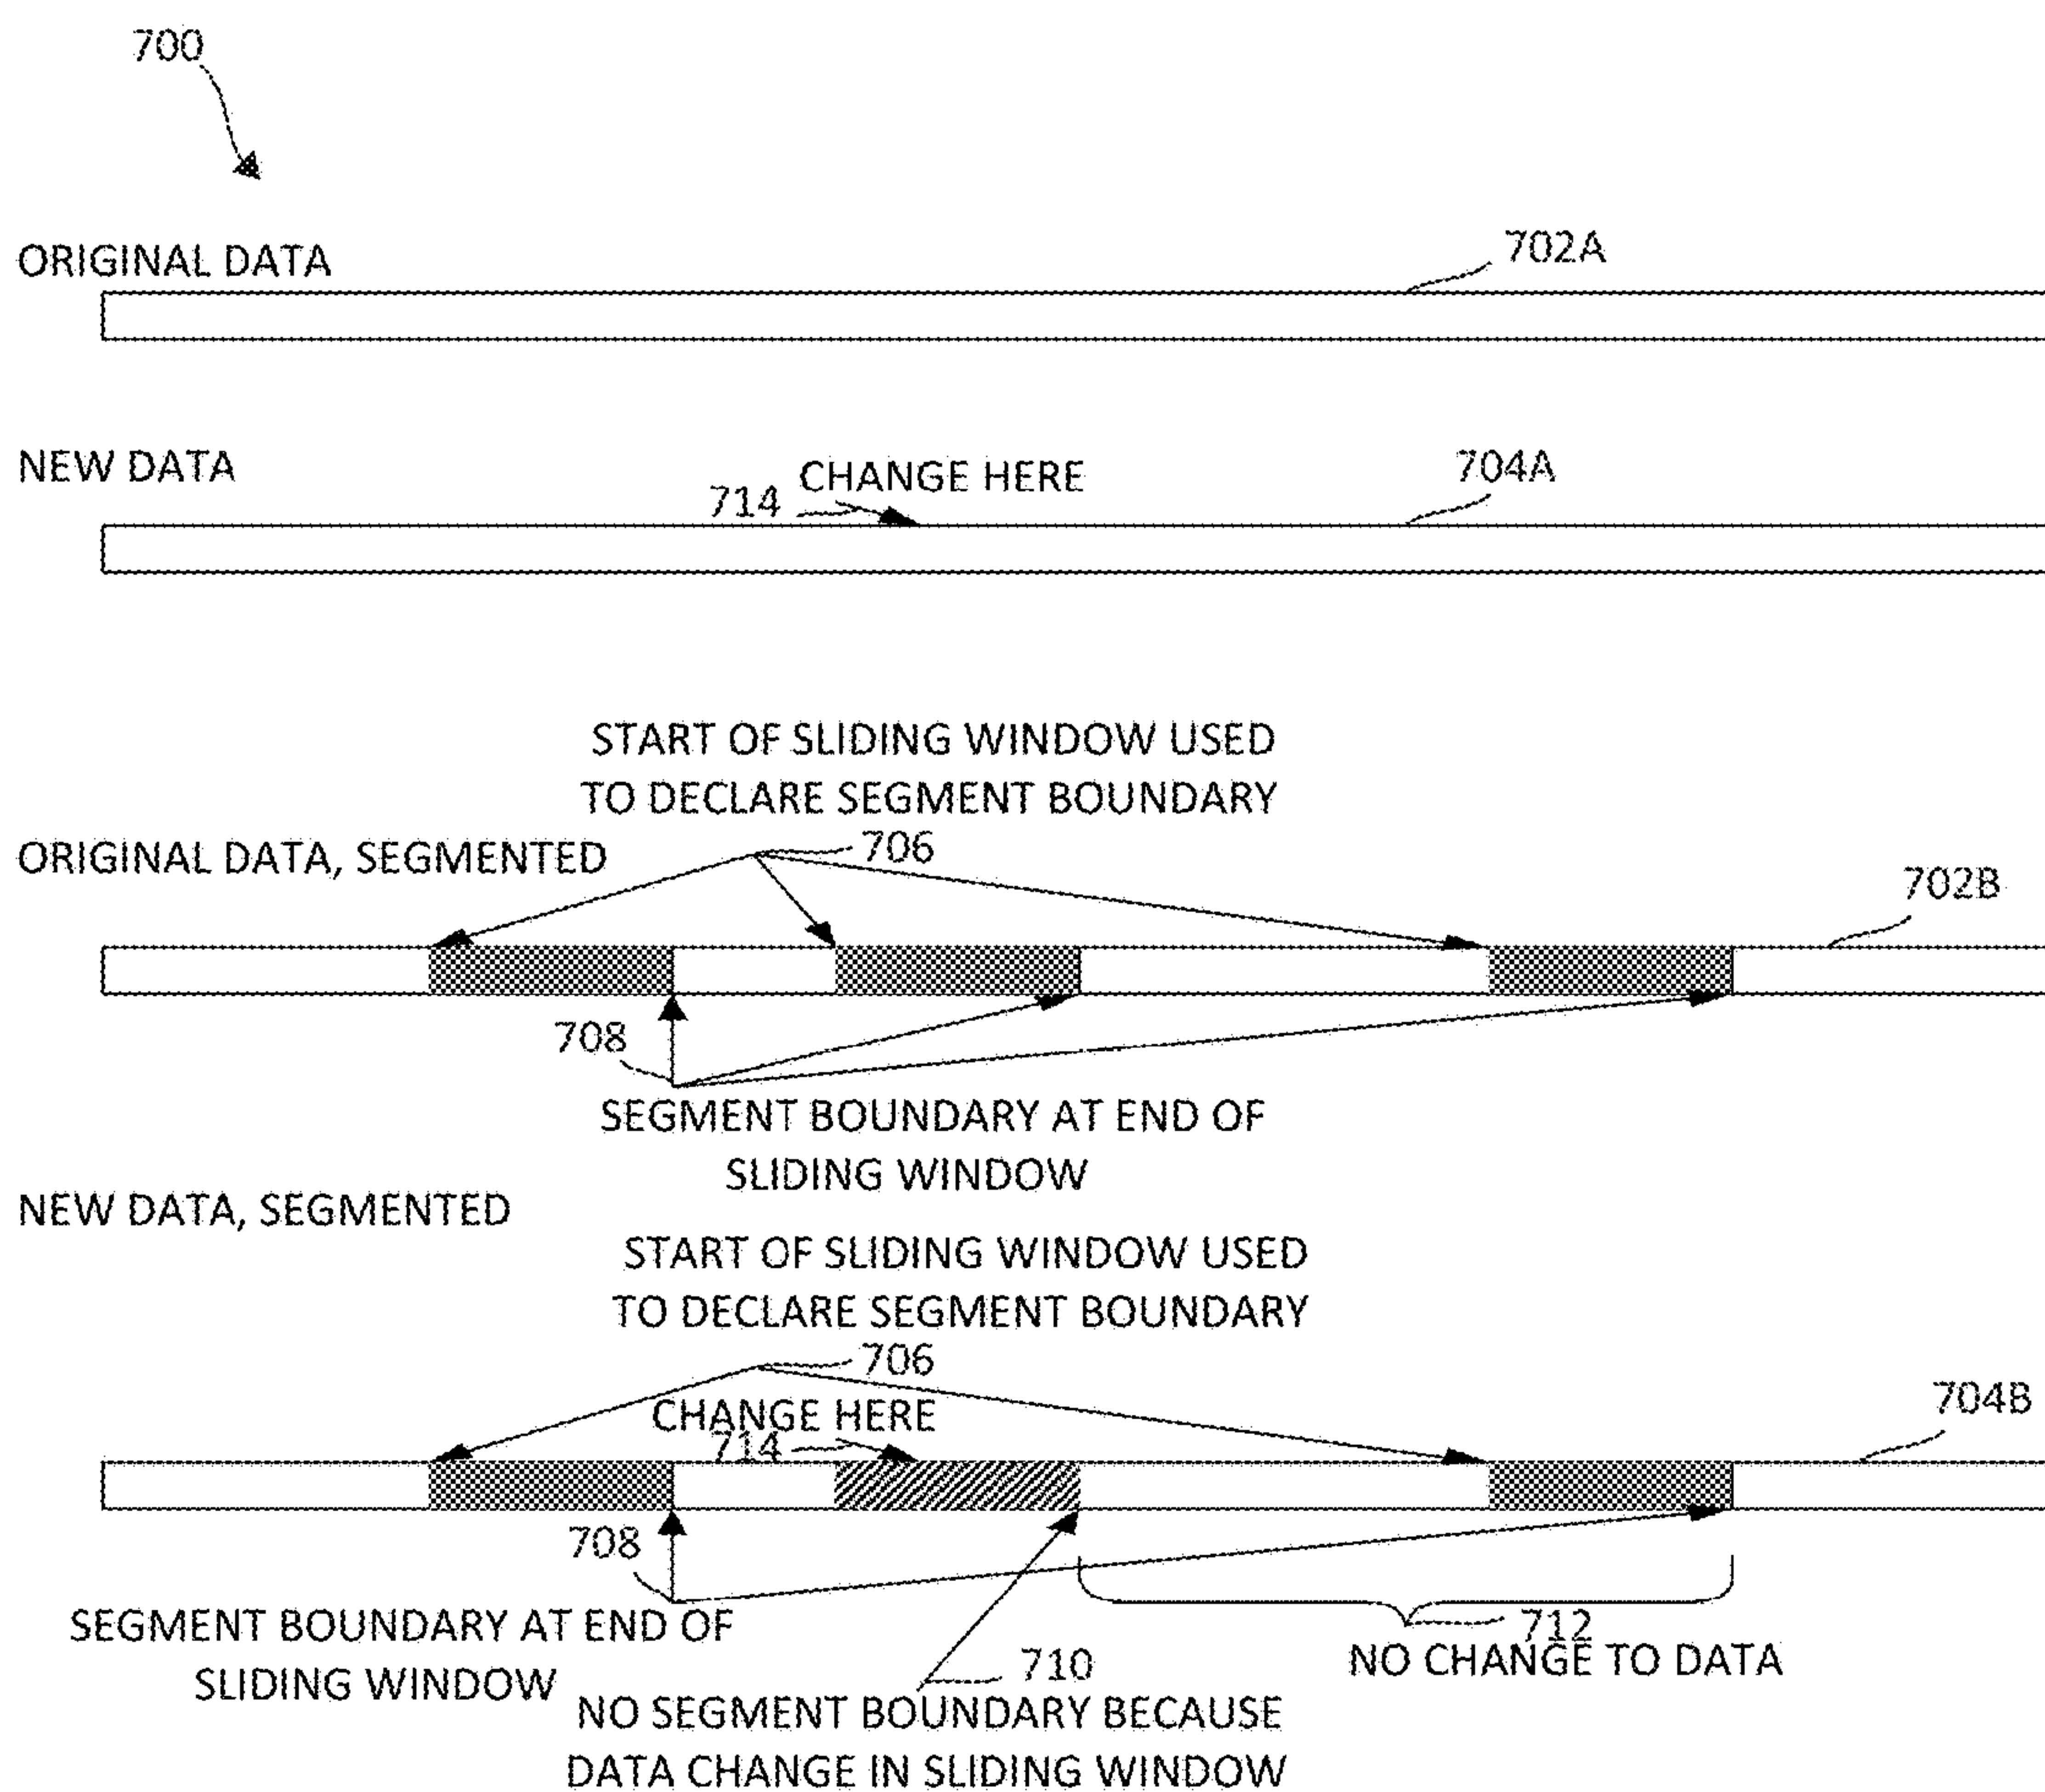 700
ORIGINAL DATA
702A
NEW DATA
CHANGE HERE
714
704A
START OF SLIDING WINDOW USED
TO DECLARE SEGMENT BOUNDARY
ORIGINAL DATA, SEGMENTED
706
702B
708
SEGMENT BOUNDARY AT END OF
SLIDING WINDOW
NEW DATA, SEGMENTED
START OF SLIDING WINDOW USED
TO DECLARE SEGMENT BOUNDARY
706
CHANGE HERE
714
704B
708
SEGMENT BOUNDARY AT END OF
SLIDING WINDOW
712
NO CHANGE TO DATA
710
NO SEGMENT BOUNDARY BECAUSE
DATA CHANGE IN SLIDING WINDOW